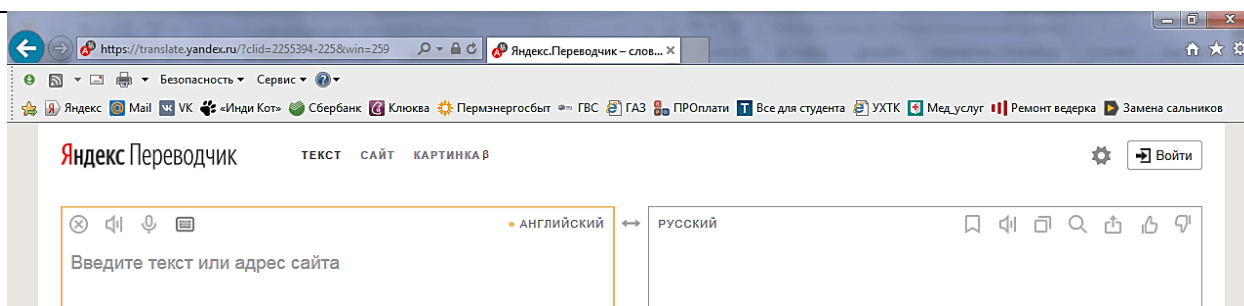 https://translate.yandex.ru/?clid=2255394-225&win=259 Яндекс.Переводчик – слов...
Безопасность Сервис
Яндекс Mail VK «Инди Кот» Сбербанк Клюква Пермэнергосбыт ГВС ГАЗ ПРОплати Все для студента УХТК Мед_услуг Ремонт ведерка Замена сальников
Яндекс Переводчик ТЕКСТ САЙТ КАРТИНКА β Войти
АНГЛИЙСКИЙ РУССКИЙ
Введите текст или адрес сайта